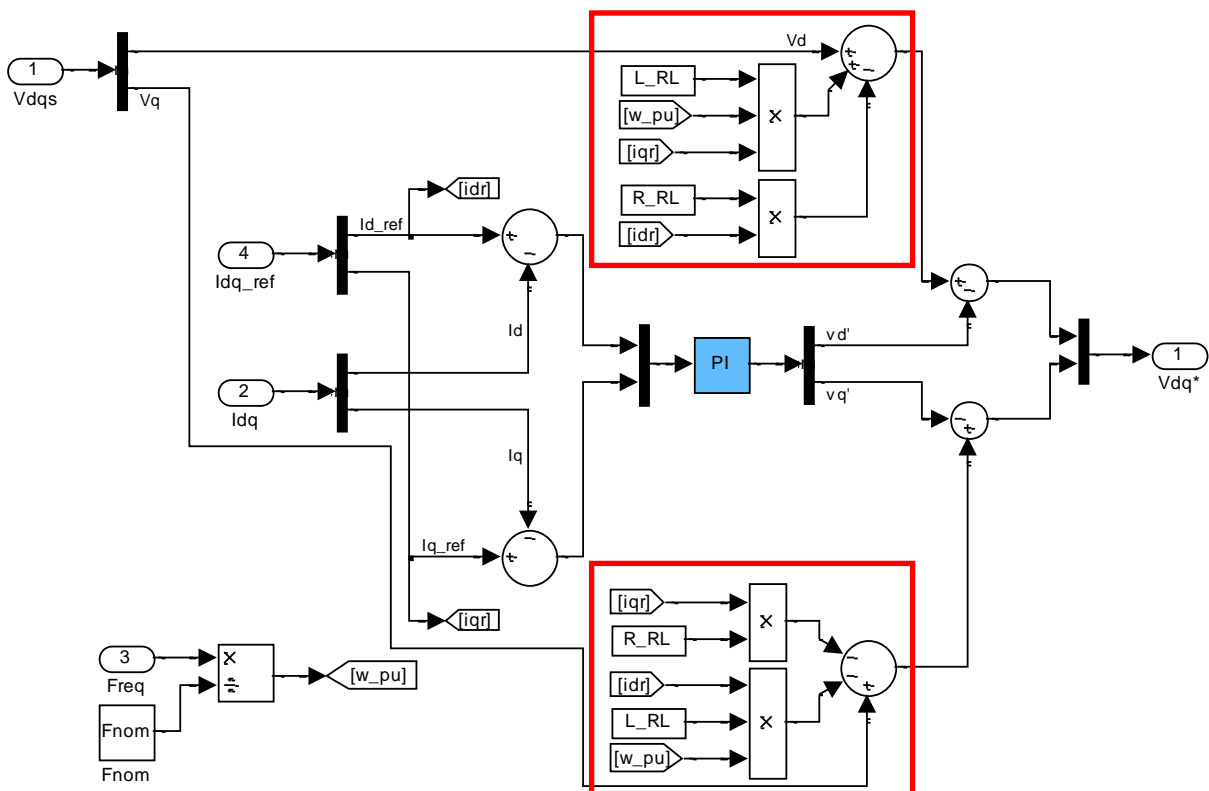 1
Vdqs
Vq
Vd
+
+
-
L_RL
[w_pu]
[iqr]
×
R_RL
[idr]
×
[idr]
4
Idq_ref
Id_ref
+
-
Id
2
Idq
Iq
PI
vd'
vq'
+
-
-
+
1
Vdq*
Iq_ref
-
+
[iqr]
3
Freq
×
÷
[w_pu]
Fnom
Fnom
[iqr]
R_RL
×
[idr]
L_RL
[w_pu]
×
-
-
+